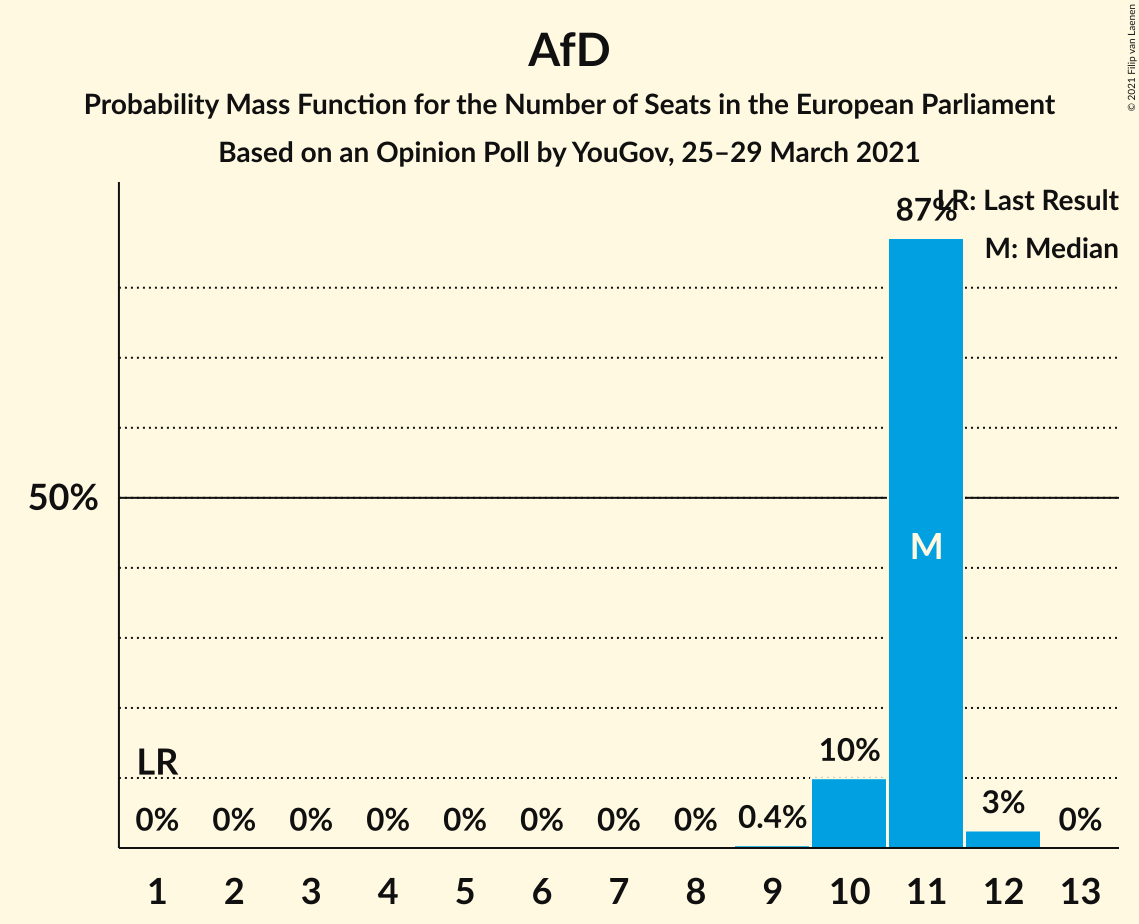 AfD
Probability Mass Function for the Number of Seats in the European Parliament
Based on an Opinion Poll by YouGov, 25–29 March 2021
© 2021 Filip van Laenen
LR: Last Result
M: Median
87%
50%
M
LR
10%
0% 0% 0% 0% 0% 0% 0% 0% 0.4% 3% 0%
1 2 3 4 5 6 7 8 9 10 11 12 13